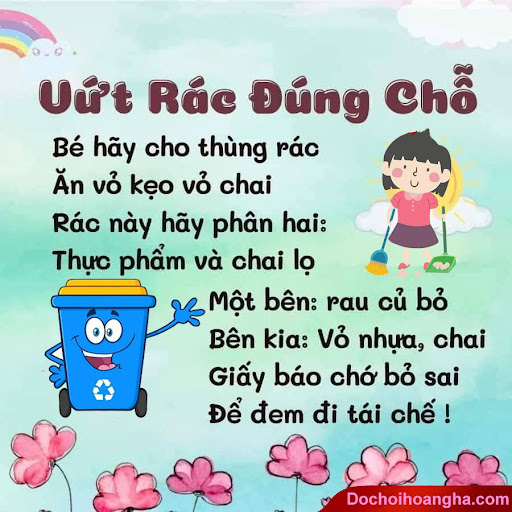 Vứt Rác Đúng Chỗ
Bé hãy cho thùng rác
Ăn vỏ kẹo vỏ chai
Rác này hãy phân hai:
Thực phẩm và chai lọ
Một bên: rau củ bỏ
Bên kia: Vỏ nhựa, chai
Giấy báo chớ bỏ sai
Để đem đi tái chế !
Dochoihoangha.com